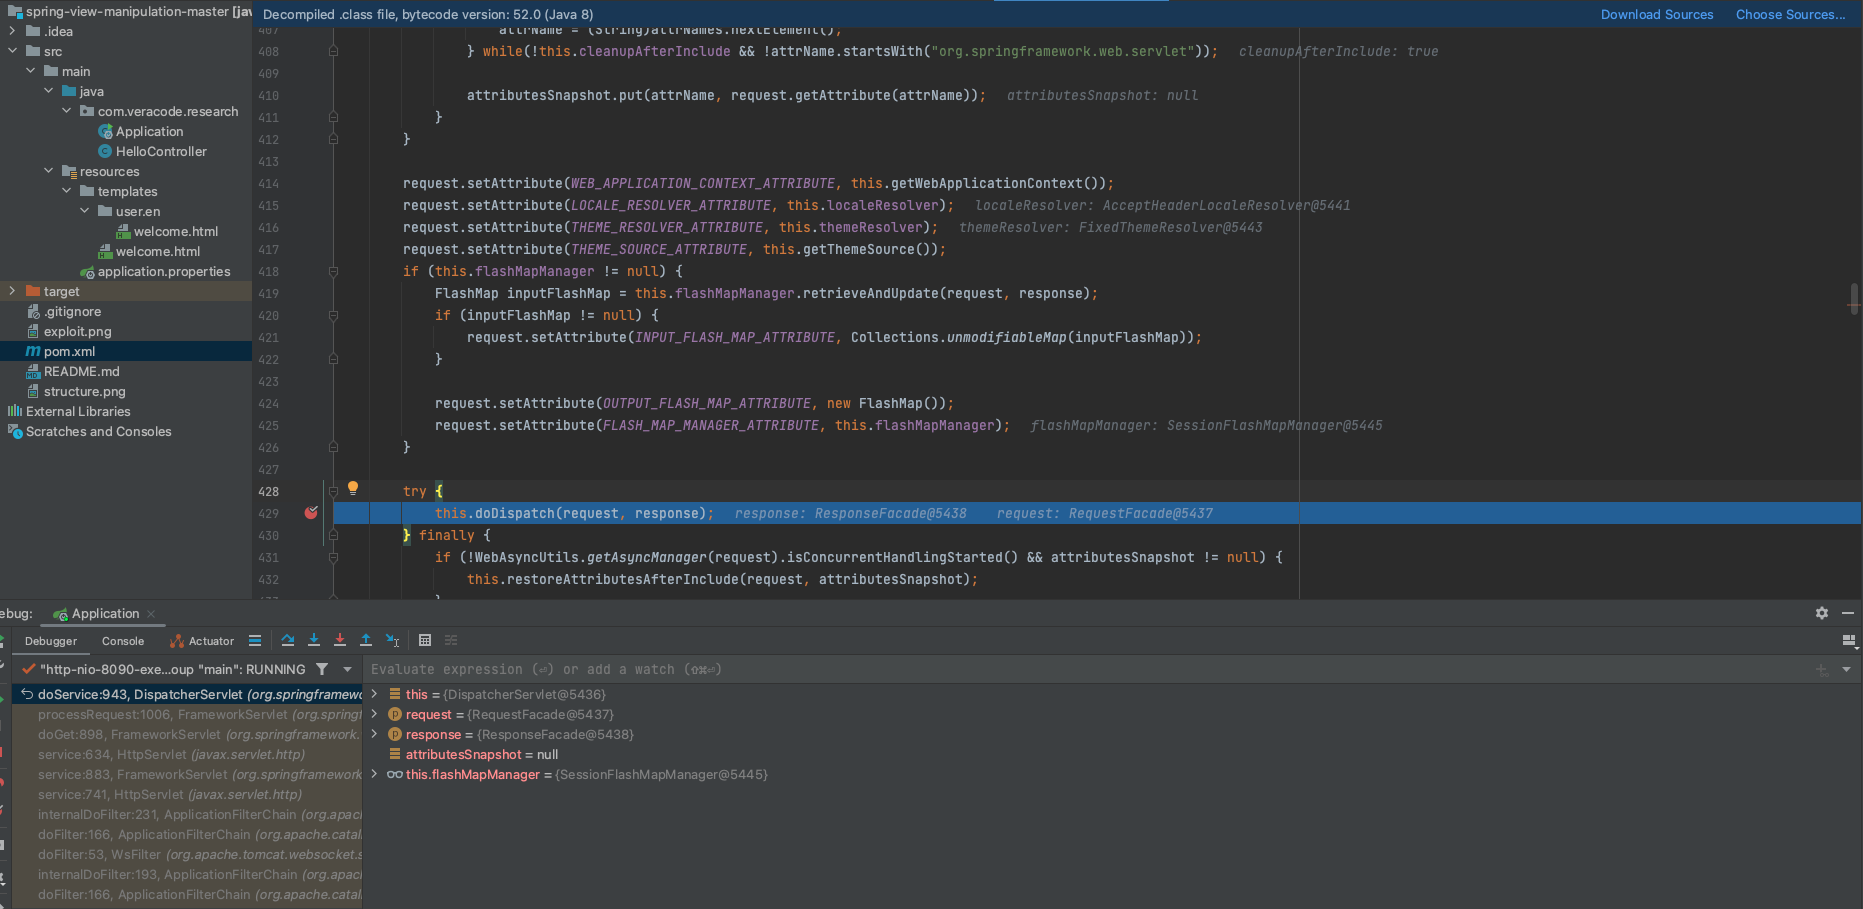 spring-view-manipulation-master [jav
.idea
src
main
java
com.veracode.research
Application
HelloController
resources
templates
user.en
welcome.html
welcome.html
application.properties
target
.gitignore
exploit.png
pom.xml
README.md
structure.png
External Libraries
Scratches and Consoles
Decompiled .class file, bytecode version: 52.0 (Java 8) Download Sources Choose Sources...
407 attrName = (String)attrNames.nextElement();
408 } while(!this.cleanupAfterInclude && !attrName.startsWith("org.springframework.web.servlet")); cleanupAfterInclude: true
409
410 attributesSnapshot.put(attrName, request.getAttribute(attrName)); attributesSnapshot: null
411 }
412 }
413
414 request.setAttribute(WEB_APPLICATION_CONTEXT_ATTRIBUTE, this.getWebApplicationContext());
415 request.setAttribute(LOCALE_RESOLVER_ATTRIBUTE, this.localeResolver); localeResolver: AcceptHeaderLocaleResolver@5441
416 request.setAttribute(THEME_RESOLVER_ATTRIBUTE, this.themeResolver); themeResolver: FixedThemeResolver@5443
417 request.setAttribute(THEME_SOURCE_ATTRIBUTE, this.getThemeSource());
418 if (this.flashMapManager != null) {
419 FlashMap inputFlashMap = this.flashMapManager.retrieveAndUpdate(request, response);
420 if (inputFlashMap != null) {
421 request.setAttribute(INPUT_FLASH_MAP_ATTRIBUTE, Collections.unmodifiableMap(inputFlashMap));
422 }
423
424 request.setAttribute(OUTPUT_FLASH_MAP_ATTRIBUTE, new FlashMap());
425 request.setAttribute(FLASH_MAP_MANAGER_ATTRIBUTE, this.flashMapManager); flashMapManager: SessionFlashMapManager@5445
426 }
427
428 try {
429 this.doDispatch(request, response); response: ResponseFacade@5438 request: RequestFacade@5437
430 } finally {
431 if (!WebAsyncUtils.getAsyncManager(request).isConcurrentHandlingStarted() && attributesSnapshot != null) {
432 this.restoreAttributesAfterInclude(request, attributesSnapshot);
ebug: Application
Debugger Console Actuator
"http-nio-8090-exe...oup "main": RUNNING
Evaluate expression (⏎) or add a watch (⇧⌘⏎)
doService:943, DispatcherServlet (org.springframewo
processRequest:1006, FrameworkServlet (org.springf
doGet:898, FrameworkServlet (org.springframework.
service:634, HttpServlet (javax.servlet.http)
service:883, FrameworkServlet (org.springframework
service:741, HttpServlet (javax.servlet.http)
internalDoFilter:231, ApplicationFilterChain (org.apac
doFilter:166, ApplicationFilterChain (org.apache.catal
doFilter:53, WsFilter (org.apache.tomcat.websocket.s
internalDoFilter:193, ApplicationFilterChain (org.apac
doFilter:166, ApplicationFilterChain (org.apache.catal
this = {DispatcherServlet@5436}
request = {RequestFacade@5437}
response = {ResponseFacade@5438}
attributesSnapshot = null
this.flashMapManager = {SessionFlashMapManager@5445}